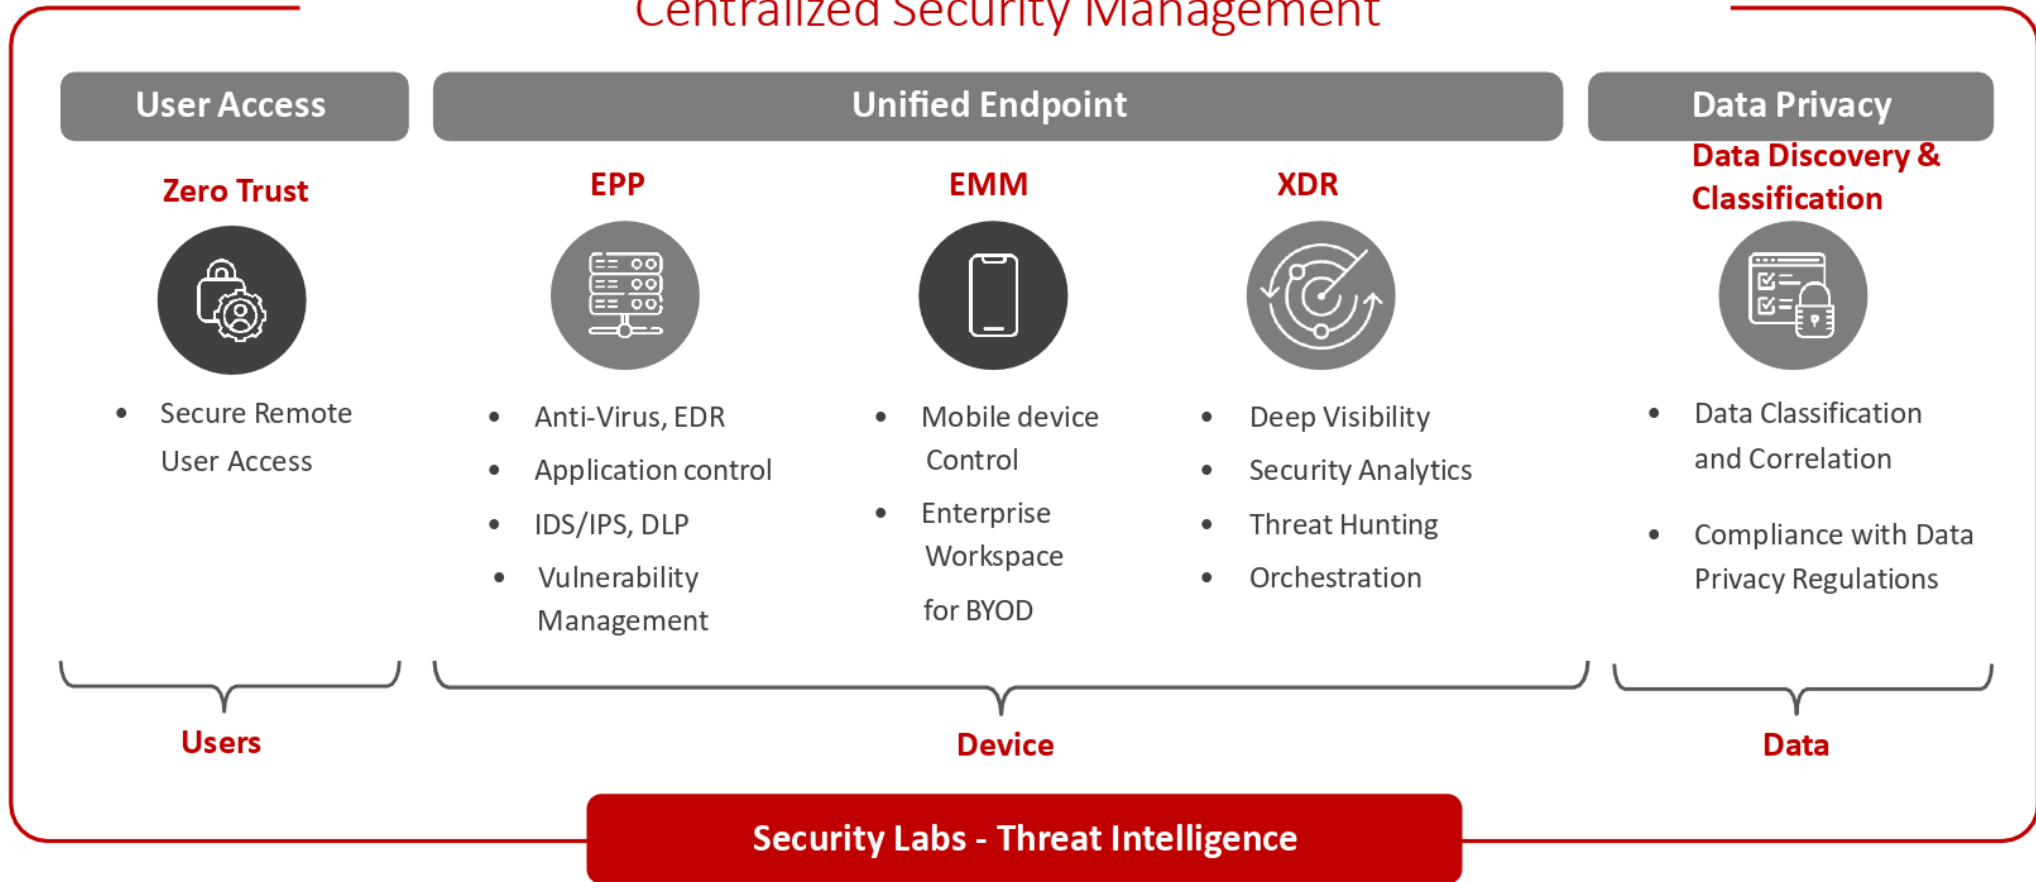 Centralized Security Management
User Access
Unified Endpoint
Data Privacy
Zero Trust
EPP
EMM
XDR
Data Discovery &
Classification
• Secure Remote
User Access
• Anti-Virus, EDR
• Application control
• IDS/IPS, DLP
• Vulnerability
Management
• Mobile device
Control
• Enterprise
Workspace
for BYOD
• Deep Visibility
• Security Analytics
• Threat Hunting
• Orchestration
• Data Classification
and Correlation
• Compliance with Data
Privacy Regulations
Users
Device
Data
Security Labs - Threat Intelligence